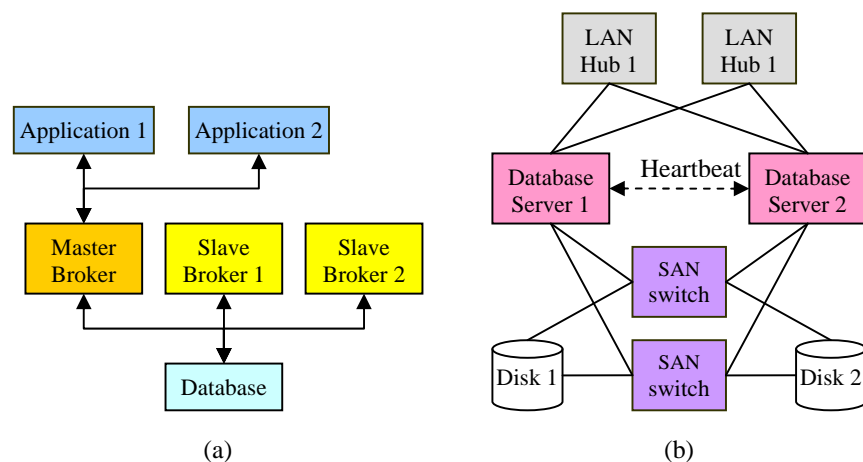 Application 1
Application 2
Master
Broker
Slave
Broker 1
Slave
Broker 2
Database
(a)
LAN
Hub 1
LAN
Hub 1
Database
Server 1
Heartbeat
Database
Server 2
SAN
switch
Disk 1
SAN
switch
Disk 2
(b)